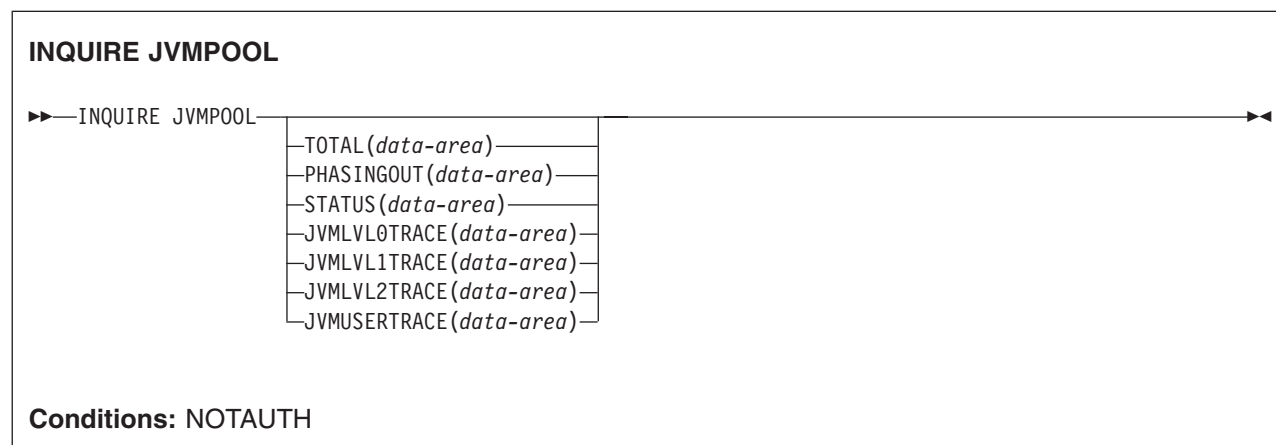 INQUIRE JVMPOOL
INQUIRE JVMPOOL
TOTAL(data-area)
PHASINGOUT(data-area)
STATUS(data-area)
JVMLVL0TRACE(data-area)
JVMLVL1TRACE(data-area)
JVMLVL2TRACE(data-area)
JVMUSERTRACE(data-area)
Conditions: NOTAUTH